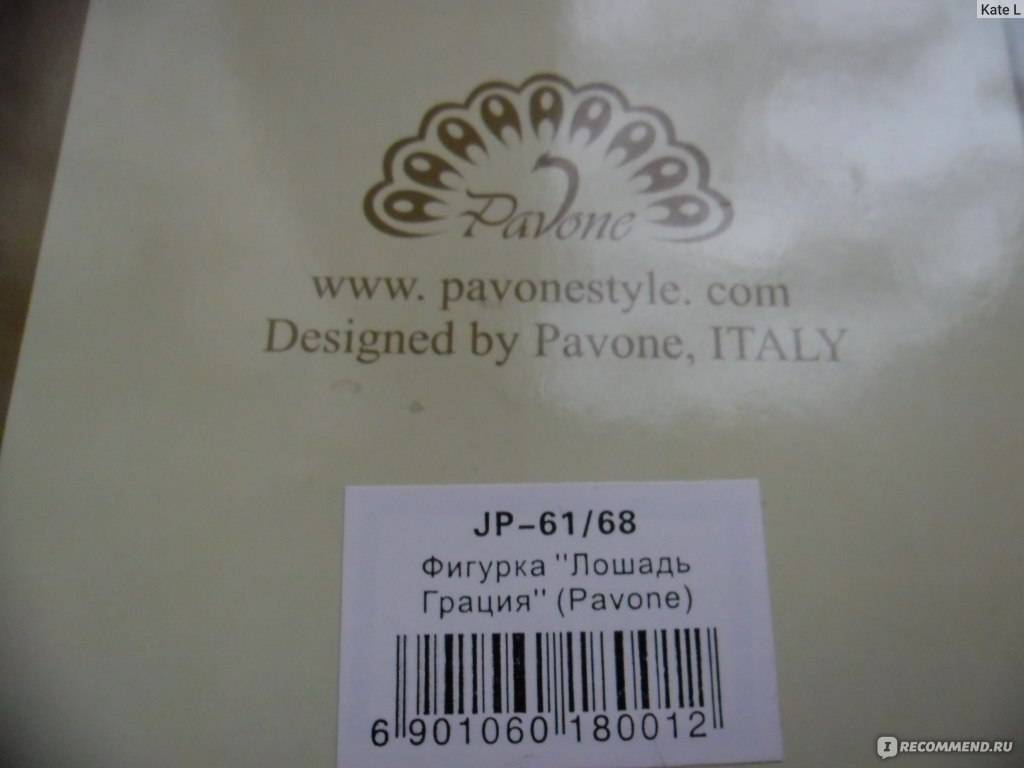 Kate L
Pavone
www. pavonestyle. com
Designed by Pavone, ITALY
JP-61/68
Фигурка "Лошадь
Грация" (Pavone)
6 901060 180012
IRECOMMEND.RU